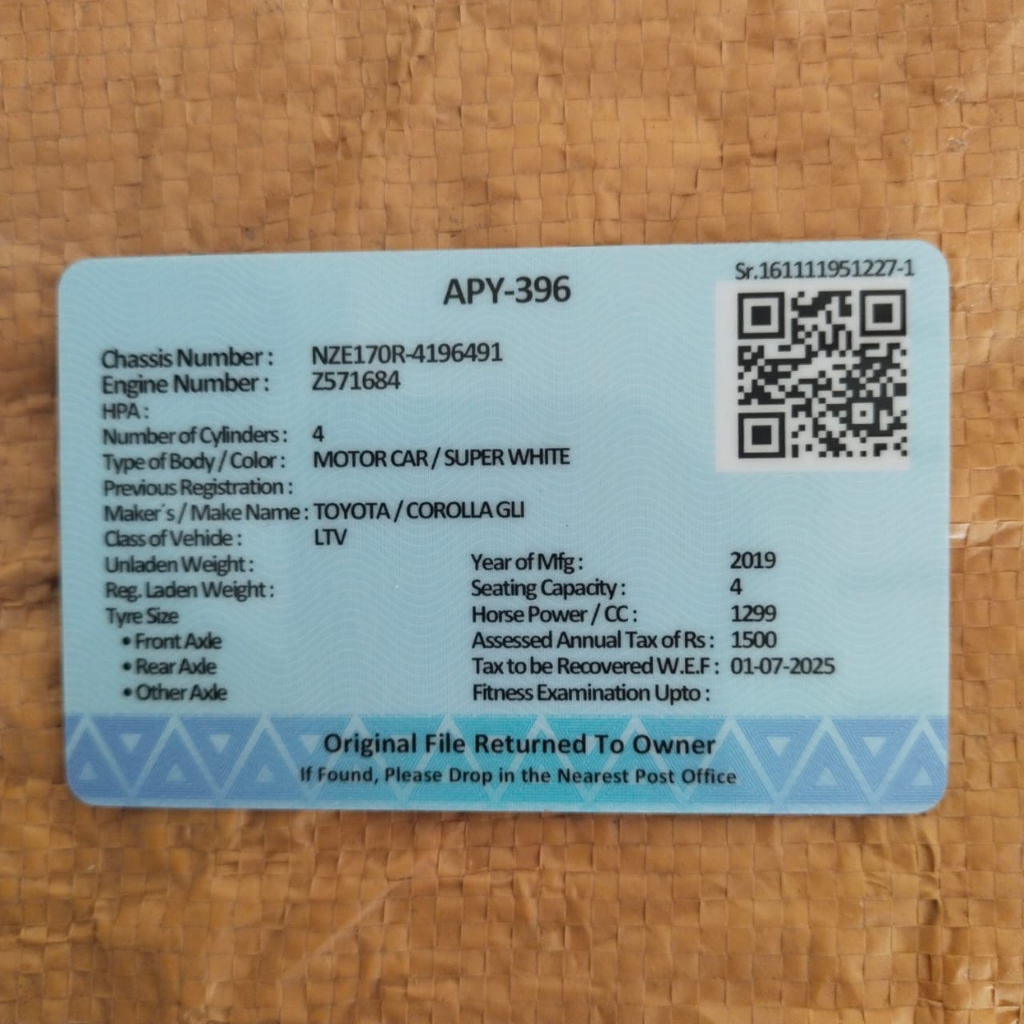 Sr.161111951227-1
APY-396
Chassis Number : NZE170R-4196491
Engine Number : Z571684
HPA :
Number of Cylinders : 4
Type of Body / Color : MOTOR CAR / SUPER WHITE
Previous Registration :
Maker´s / Make Name : TOYOTA / COROLLA GLI
Class of Vehicle : LTV
Unladen Weight : Year of Mfg : 2019
Reg. Laden Weight : Seating Capacity : 4
Tyre Size Horse Power / CC : 1299
• Front Axle Assessed Annual Tax of Rs : 1500
• Rear Axle Tax to be Recovered W.E.F : 01-07-2025
• Other Axle Fitness Examination Upto :
Original File Returned To Owner
If Found, Please Drop in the Nearest Post Office